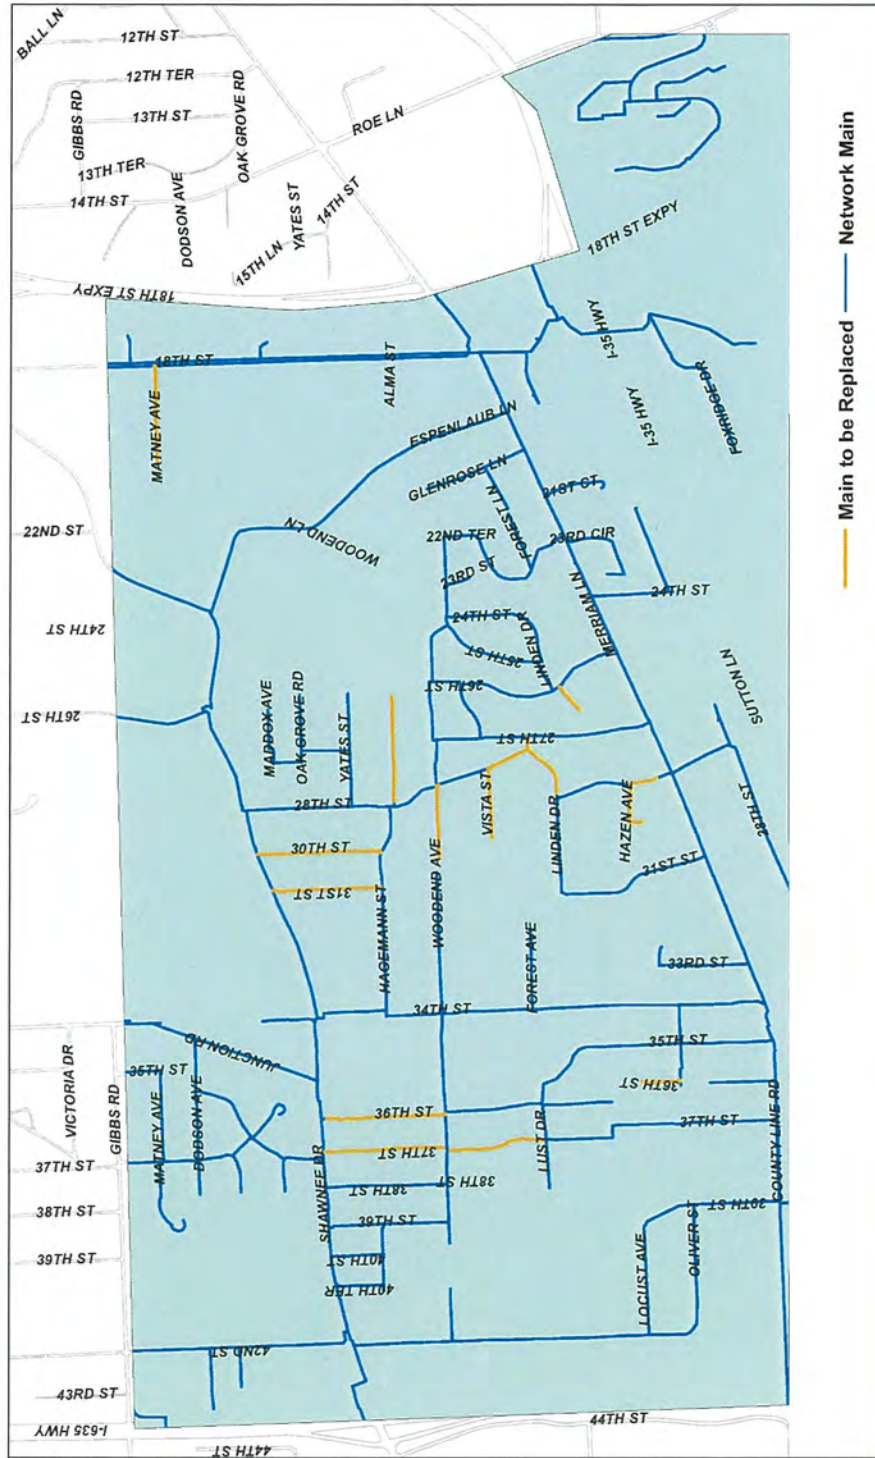 BALL LN
12TH ST
12TH TER
GIBBS RD
13TH ST
OAK GROVE RD
13TH TER
ROE LN
14TH ST
DODSON AVE
YATES ST
14TH ST
15TH LN
18TH ST EXPY
18TH ST EXPY
18TH ST
I-35 HWY
ALMA ST
MATNEY AVE
ESPENLAUB LN
I-35 HWY
FOXRIDGE DR
GLENROSE LN
21ST CT
22ND ST
WOODEND LN
22ND TER
FOREST LN
23RD CIR
23RD ST
24TH ST
24TH ST
24TH ST
LINDEN DR
MERRIAM LN
25TH ST
26TH ST
26TH ST
SUTTON LN
MADDOX AVE
OAK GROVE RD
YATES ST
27TH ST
28TH ST
VISTA ST
28TH ST
LINDEN DR
HAZEN AVE
30TH ST
31ST ST
31ST ST
HAGEMANN ST
WOODEND AVE
FOREST AVE
33RD ST
34TH ST
VICTORIA DR
JUNCTION RD
35TH ST
35TH ST
GIBBS RD
MATNEY AVE
DODSON AVE
36TH ST
36TH ST
37TH ST
37TH ST
37TH ST
LUST DR
SHAWNEE DR
38TH ST
38TH ST
38TH ST
COUNTY LINE RD
39TH ST
39TH ST
39TH ST
40TH ST
40TH TER
LOCUST AVE
OLIVER ST
42ND ST
43RD ST
I-635 HWY
44TH ST
44TH ST
Main to be Replaced
Network Main